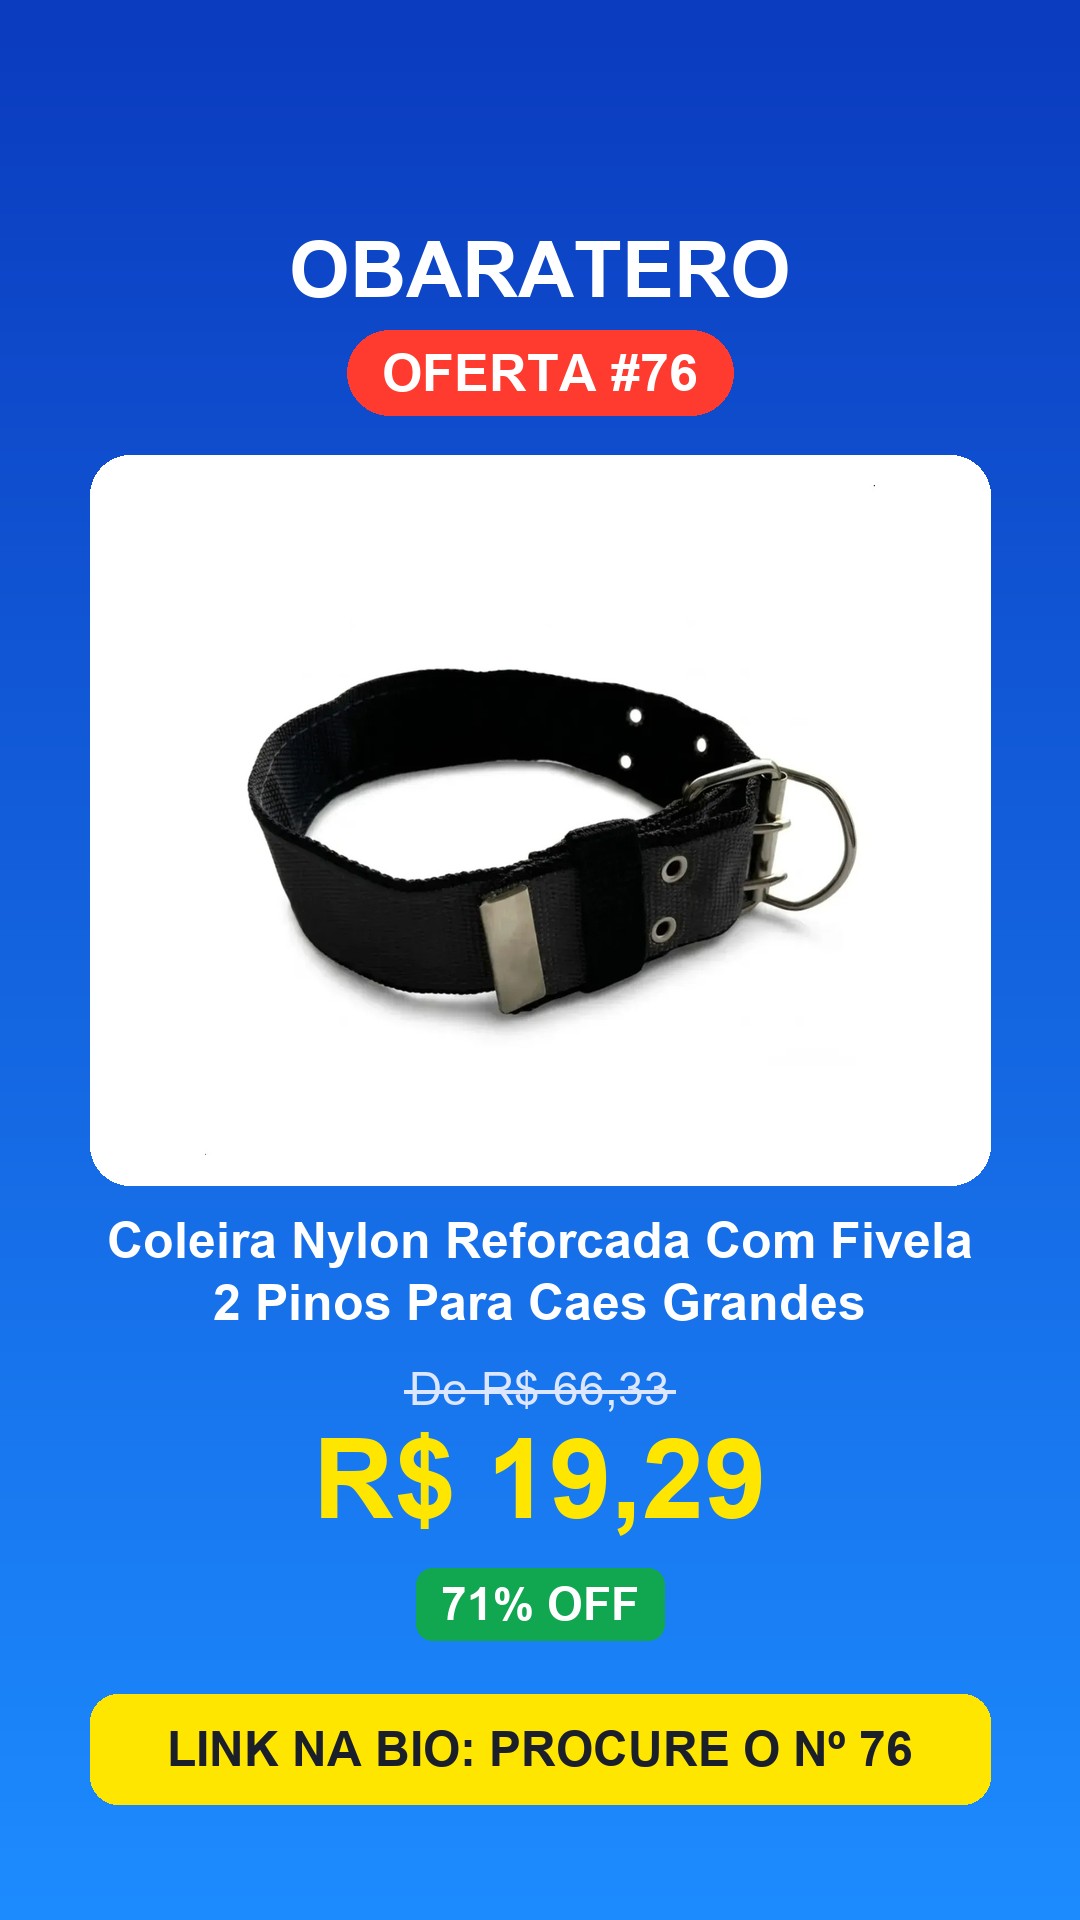 OBARATERO
OFERTA #76
Coleira Nylon Reforcada Com Fivela
2 Pinos Para Caes Grandes
De R$ 66,33
R$ 19,29
71% OFF
LINK NA BIO: PROCURE O Nº 76